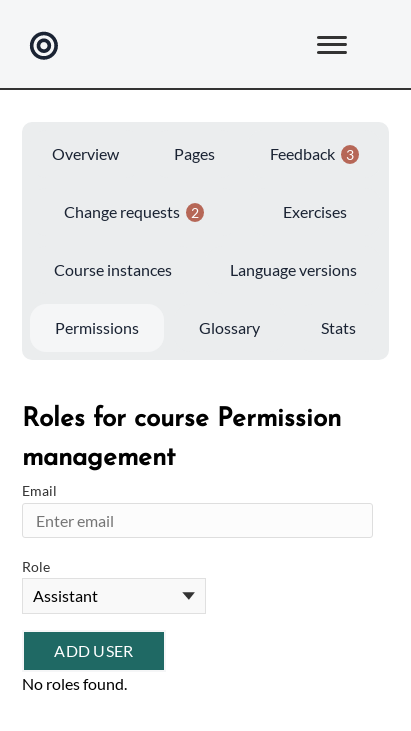 Overview Pages Feedback 3
Change requests 2 Exercises
Course instances Language versions
Permissions Glossary Stats
Roles for course Permission
management
Email
Enter email
Role
Assistant
ADD USER
No roles found.